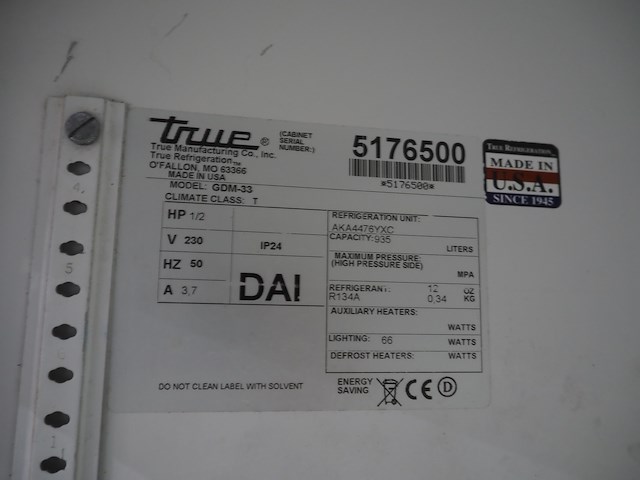 true ®
True Manufacturing Co., Inc.
True Refrigeration™
O'FALLON, MO 63366
MADE IN USA
(CABINET
SERIAL
NUMBER:)
5176500
*5176500*
TRUE REFRIGERATION
MADE IN
U.S.A.
SINCE 1945
MODEL: GDM-33
CLIMATE CLASS: T
HP 1/2
V 230
IP24
HZ 50
A 3,7
DAI
REFRIGERATION UNIT:
AKA4476YXC
CAPACITY: 935
LITERS
MAXIMUM PRESSURE:
(HIGH PRESSURE SIDE)
MPA
REFRIGERANT: 12 OZ
R134A 0,34 KG
AUXILIARY HEATERS:
WATTS
LIGHTING: 66 WATTS
DEFROST HEATERS: WATTS
DO NOT CLEAN LABEL WITH SOLVENT
ENERGY
SAVING
CE D
4
5